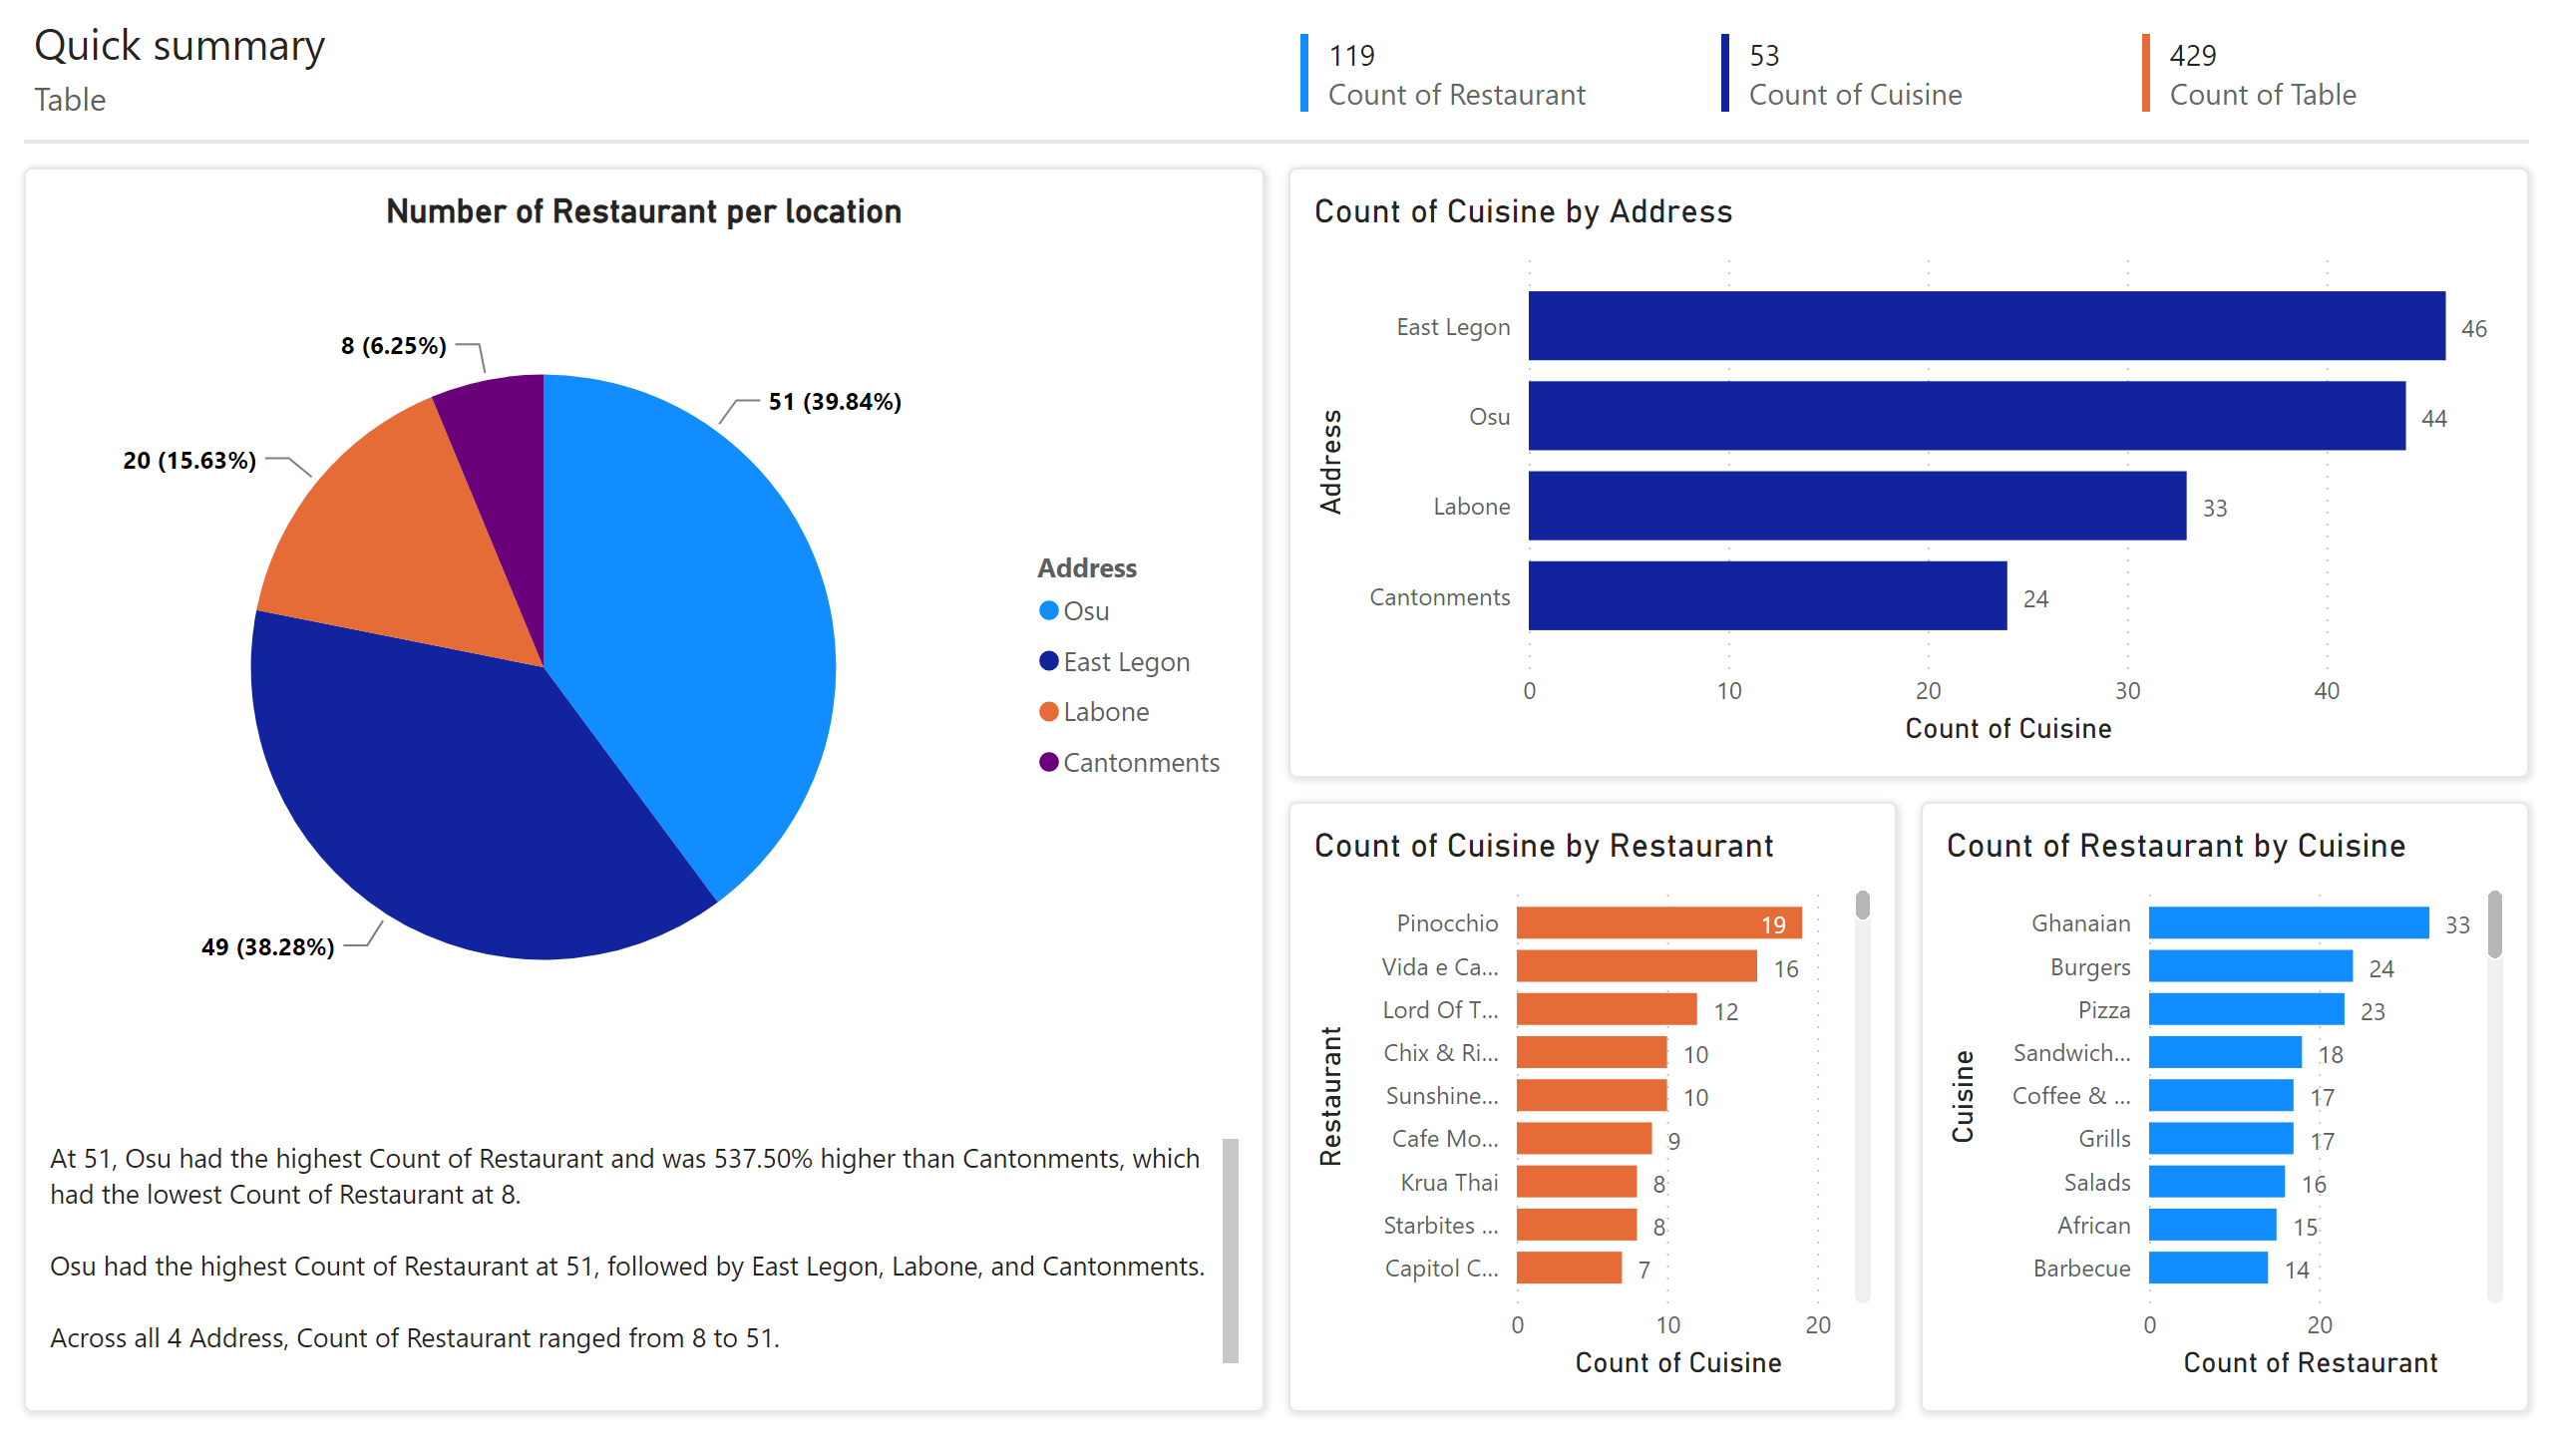 Quick summary
Table
119
Count of Restaurant
53
Count of Cuisine
429
Count of Table
Number of Restaurant per location
8 (6.25%)
51 (39.84%)
20 (15.63%)
49 (38.28%)
Address
Osu
East Legon
Labone
Cantonments
At 51, Osu had the highest Count of Restaurant and was 537.50% higher than Cantonments, which
had the lowest Count of Restaurant at 8.
Osu had the highest Count of Restaurant at 51, followed by East Legon, Labone, and Cantonments.
Across all 4 Address, Count of Restaurant ranged from 8 to 51.
Count of Cuisine by Address
Address
East Legon 46
Osu 44
Labone 33
Cantonments 24
0 10 20 30 40
Count of Cuisine
Count of Cuisine by Restaurant
Restaurant
Pinocchio 19
Vida e Ca... 16
Lord Of T... 12
Chix & Ri... 10
Sunshine... 10
Cafe Mo... 9
Krua Thai 8
Starbites ... 8
Capitol C... 7
0 10 20
Count of Cuisine
Count of Restaurant by Cuisine
Cuisine
Ghanaian 33
Burgers 24
Pizza 23
Sandwich... 18
Coffee & ... 17
Grills 17
Salads 16
African 15
Barbecue 14
0 20
Count of Restaurant